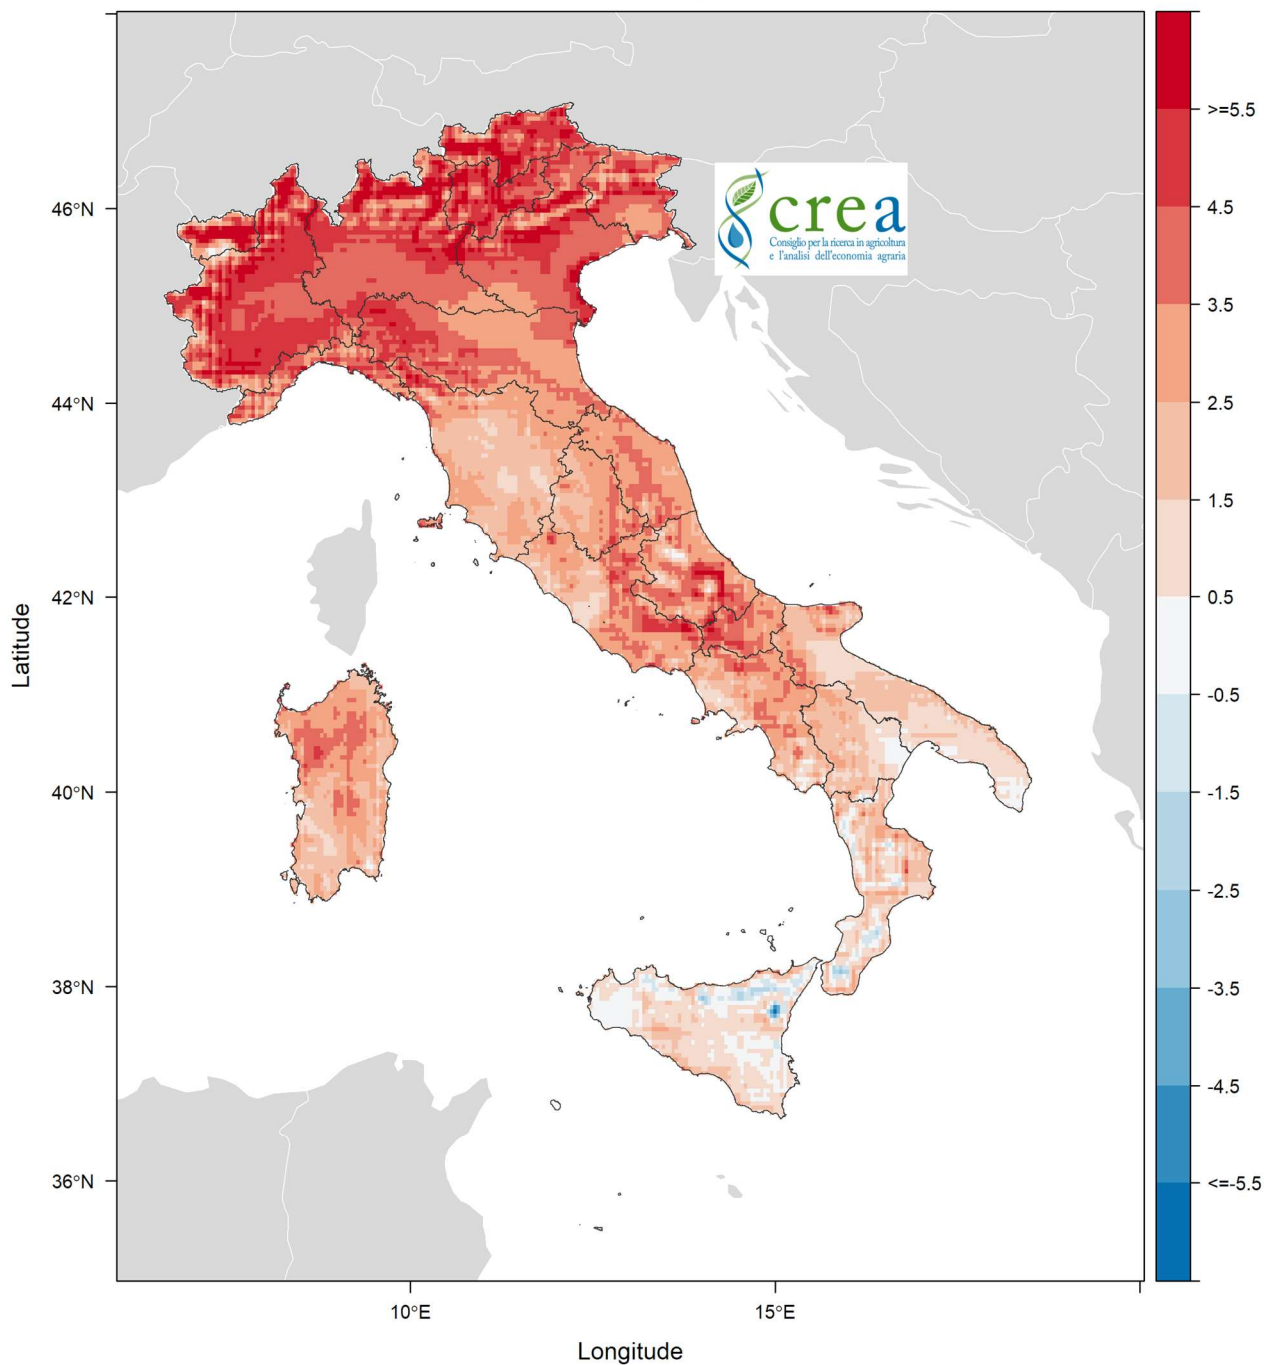 crea
Consiglio per la ricerca in agricoltura
e l'analisi dell'economia agraria
>=5.5
4.5
3.5
2.5
1.5
0.5
-0.5
-1.5
-2.5
-3.5
-4.5
<=-5.5
46°N
44°N
42°N
40°N
38°N
36°N
Latitude
10°E
15°E
Longitude